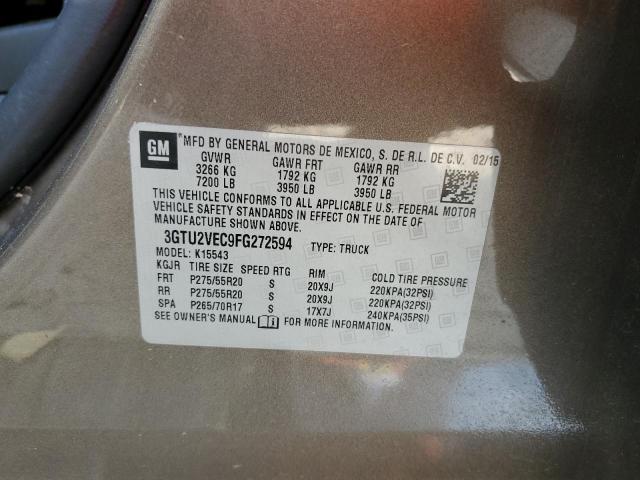 GM ® MFD BY GENERAL MOTORS DE MEXICO, S. DE R.L. DE C.V. 02/15
GVWR GAWR FRT GAWR RR
3266 KG 1792 KG 1792 KG
7200 LB 3950 LB 3950 LB
THIS VEHICLE CONFORMS TO ALL APPLICABLE U.S. FEDERAL MOTOR
VEHICLE SAFETY STANDARDS IN EFFECT ON THE DATE OF
MANUFACTURE SHOWN ABOVE.
3GTU2VEC9FG272594 TYPE: TRUCK
MODEL: K15543
KGJR TIRE SIZE SPEED RTG RIM COLD TIRE PRESSURE
FRT P275/55R20 S 20X9J 220KPA(32PSI)
RR P275/55R20 S 20X9J 220KPA(32PSI)
SPA P265/70R17 S 17X7J 240KPA(35PSI)
SEE OWNER'S MANUAL FOR MORE INFORMATION.